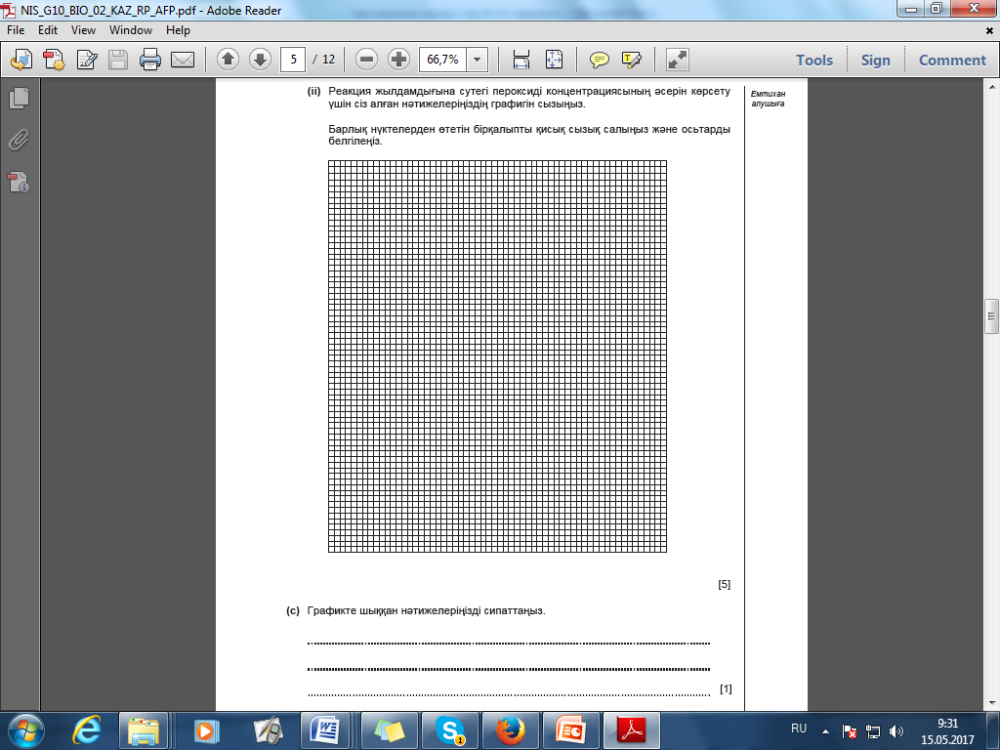 NIS_G10_BIO_02_KAZ_RP_AFP.pdf - Adobe Reader
File Edit View Window Help
5 / 12 66,7% Tools Sign Comment
(ii) Реакция жылдамдығына сутегі пероксиді концентрациясының әсерін көрсету
үшін сіз алған нәтижелеріңіздің графигін сызыңыз.
Емтихан
алушыға
Барлық нүктелерден өтетін бірқалыпты қисық сызық салыңыз және осьтарды
белгілеңіз.
[5]
(c) Графикте шыққан нәтижелеріңізді сипаттаңыз.
[1]
RU
9:31
15.05.2017